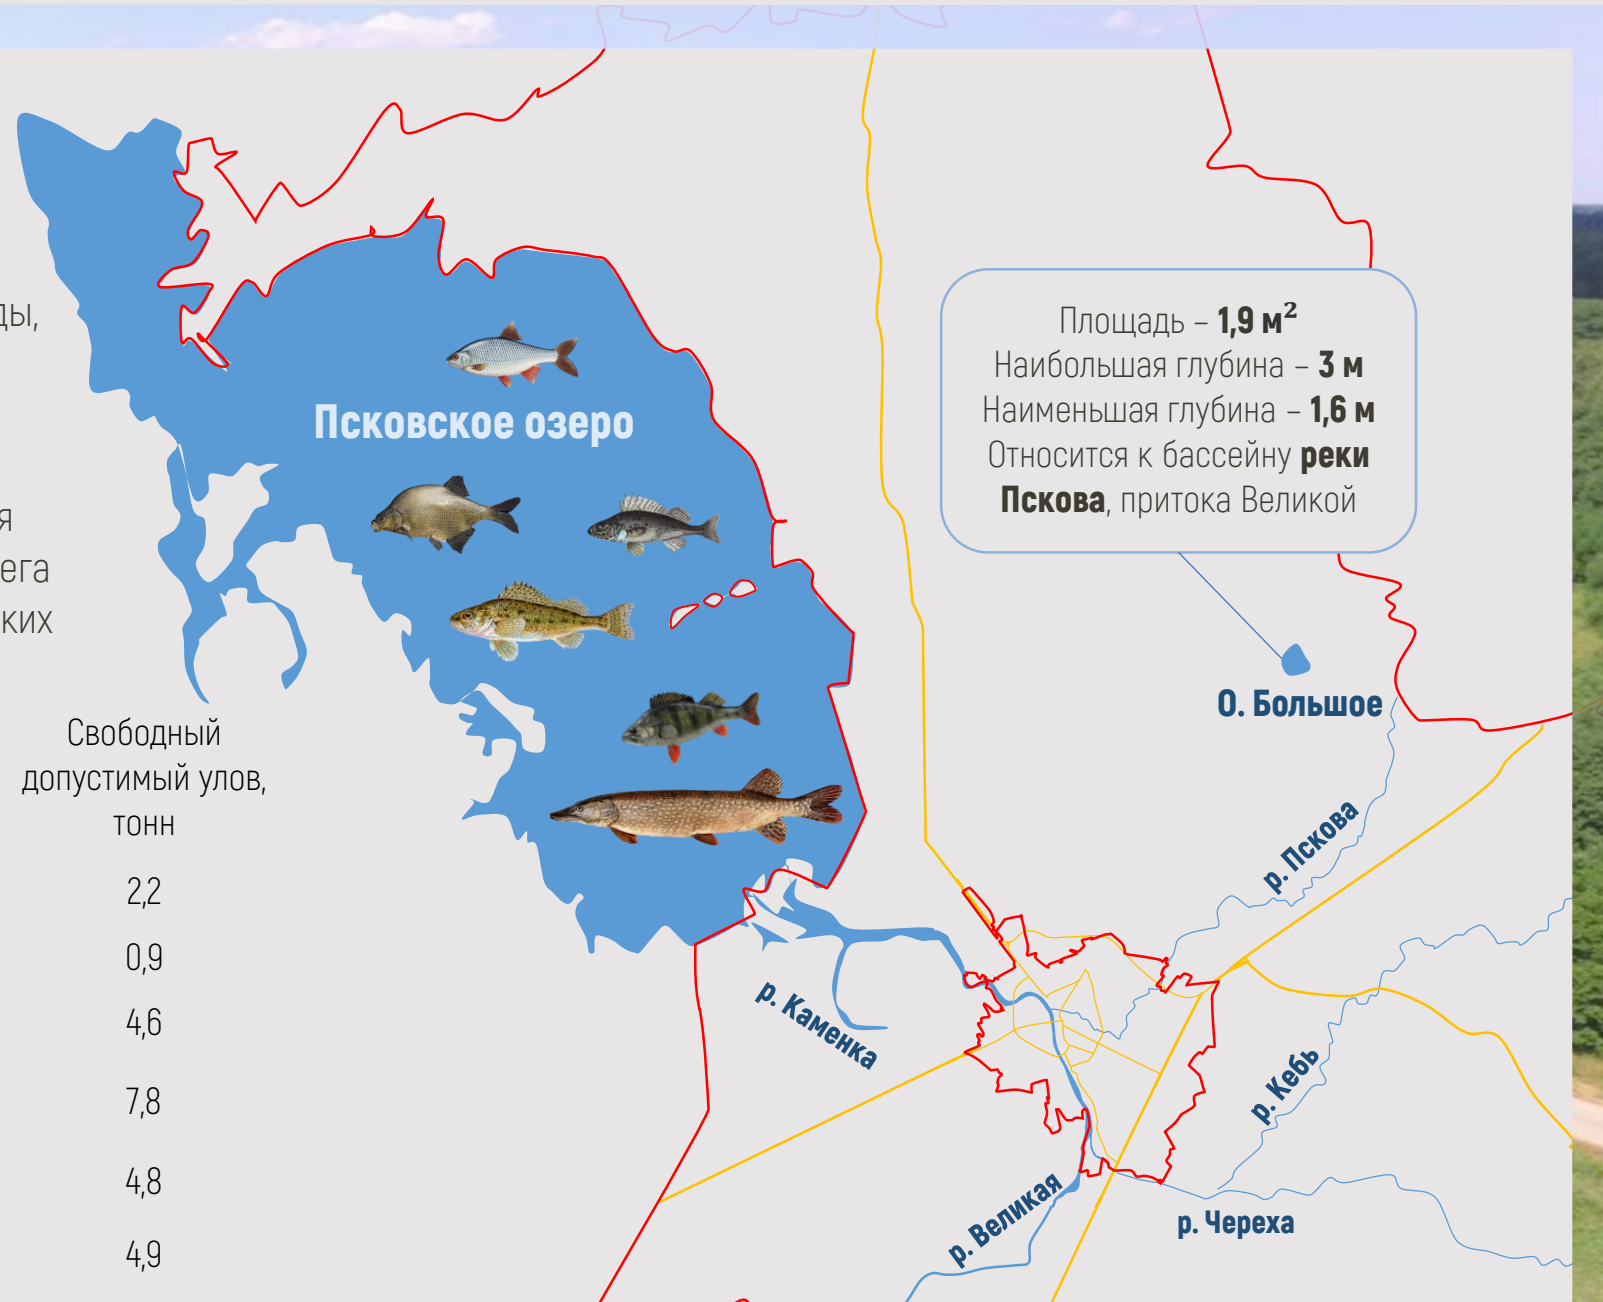 ды,
я
ега
ких
Псковское озеро
Площадь – 1,9 м²
Наибольшая глубина – 3 м
Наименьшая глубина – 1,6 м
Относится к бассейну реки
Пскова, притока Великой
О. Большое
Свободный
допустимый улов,
тонн
2,2
0,9
4,6
7,8
4,8
4,9
р. Пскова
р. Каменка
р. Кебь
р. Великая
р. Череха